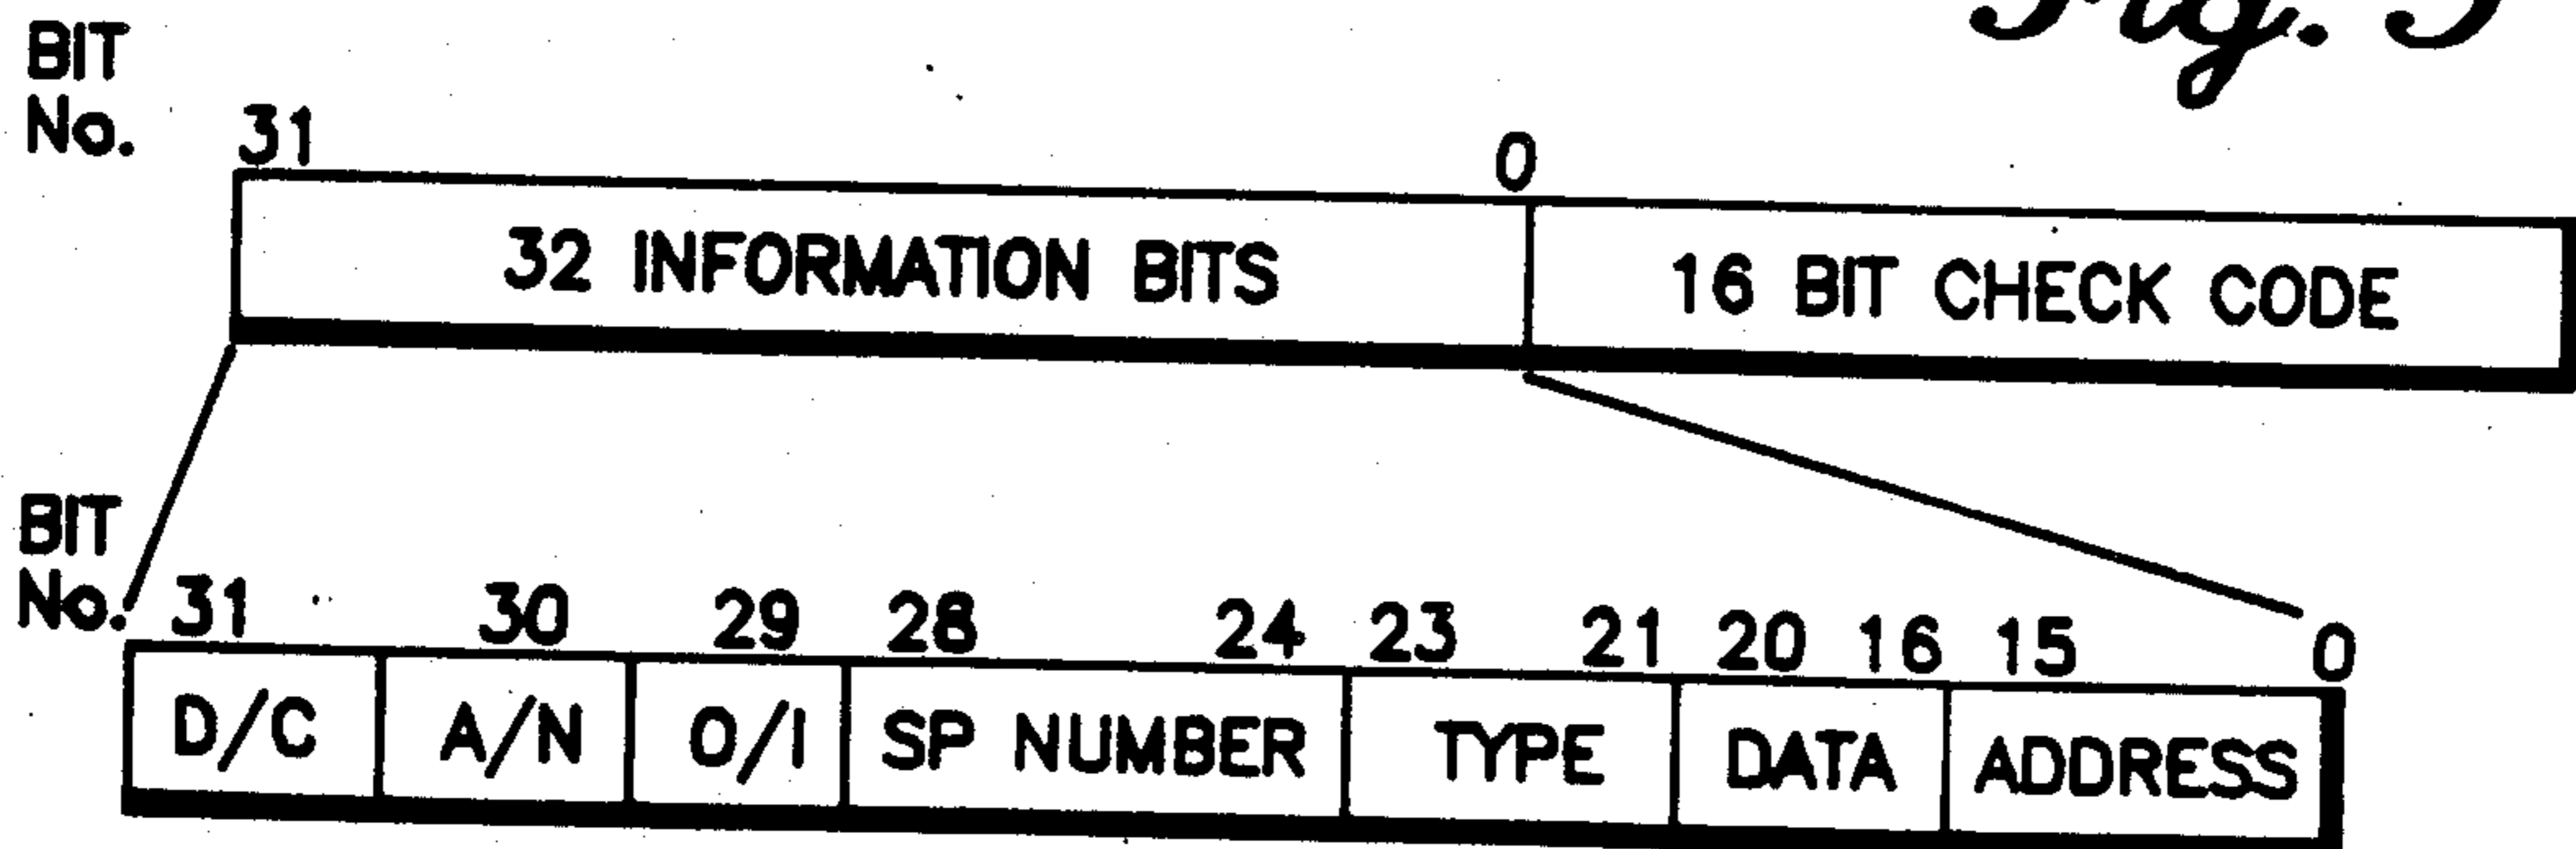 Fig. 5
BIT
No.
31 0
32 INFORMATION BITS 16 BIT CHECK CODE
BIT
No. 31 30 29 28 24 23 21 20 16 15 0
D/C A/N O/I SP NUMBER TYPE DATA ADDRESS